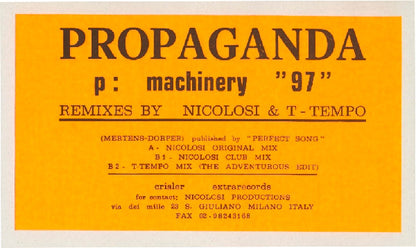 PROPAGANDA
p: machinery "97"
REMIXES BY NICOLOSI & T-TEMPO
(MERTENS-DORPER) published by "PERFECT SONG"
A - NICOLOSI ORIGINAL MIX
B1 - NICOLOSI CLUB MIX
B2 - T-TEMPO MIX (THE ADVENTUROUS EDIT)
crisler extrarecords
for contact; NICOLOSI PRODUCTIONS
via dei mille 23 S. GIULIANO MILANO ITALY
FAX 02-98243168